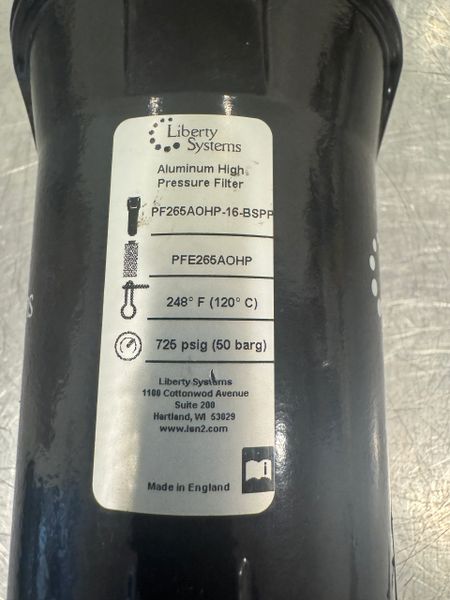 Liberty
Systems
Aluminum High
Pressure Filter
PF265AOHP-16-BSPP
PFE265AOHP
248° F (120° C)
725 psig (50 barg)
Liberty Systems
1100 Cottonwod Avenue
Suite 200
Hartland, WI 53029
www.lsn2.com
Made in England
i